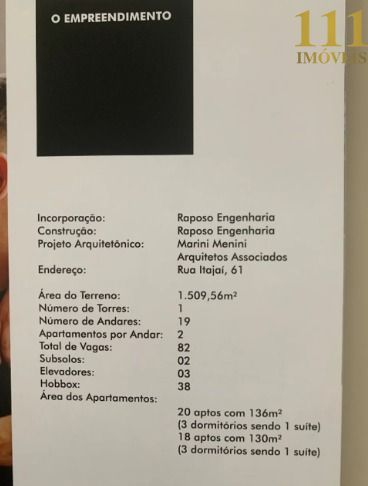 O EMPREENDIMENTO
111
IMÓVEIS
Incorporação: Raposo Engenharia
Construção: Raposo Engenharia
Projeto Arquitetônico: Marini Menini
Arquitetos Associados
Endereço: Rua Itajaí, 61
Área do Terreno: 1.509,56m²
Número de Torres: 1
Número de Andares: 19
Apartamentos por Andar: 2
Total de Vagas: 82
Subsolos: 02
Elevadores: 03
Hobbox: 38
Área dos Apartamentos:
20 aptos com 136m²
(3 dormitórios sendo 1 suíte)
18 aptos com 130m²
(3 dormitórios sendo 1 suíte)